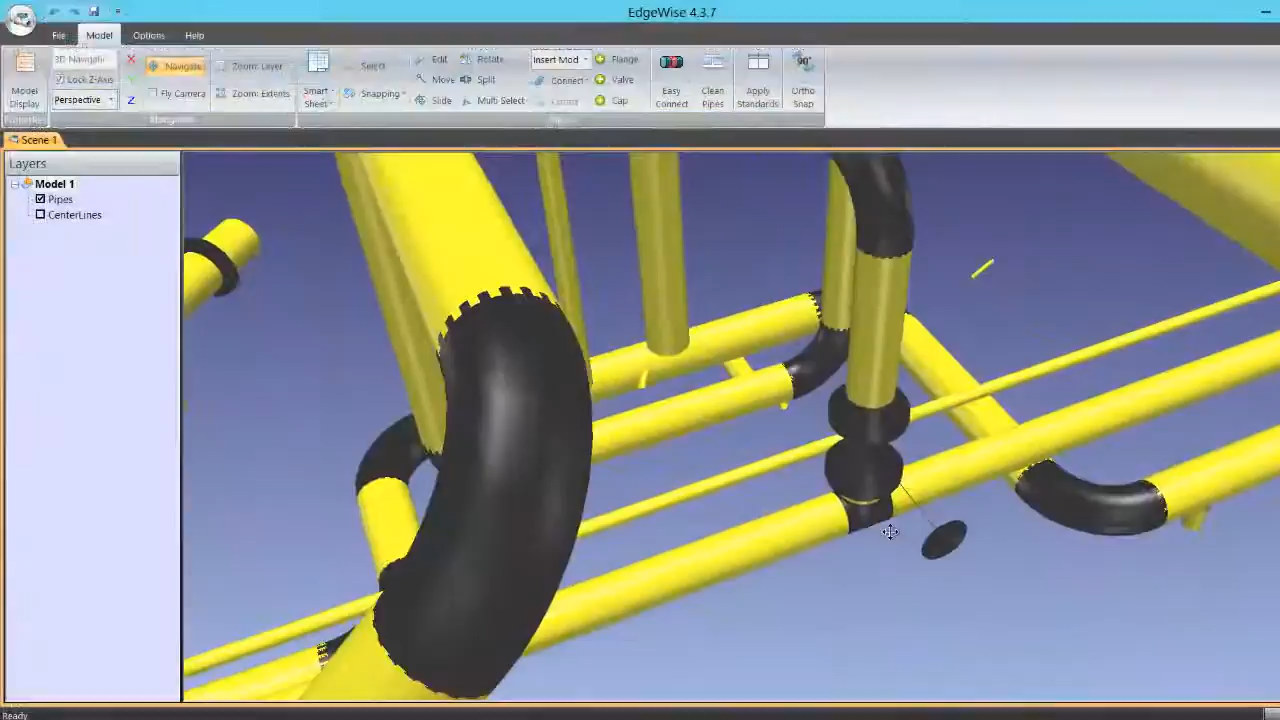 EdgeWise 4.3.7
File Model Options Help
3D Navigati Navigate Zoom Layer Select Edit Rotate Insert Mod Flange
Lock Z-Axis Fly Camera Zoom Extents Snapping Move Split Connect Valve
Perspective Z Slide Multi Select Cap
Model Display
Smart Sheet
Easy Connect
Clean Pipes
Apply Standards
90°
Ortho Snap
Scene 1
Layers
Model 1
Pipes
CenterLines
Ready